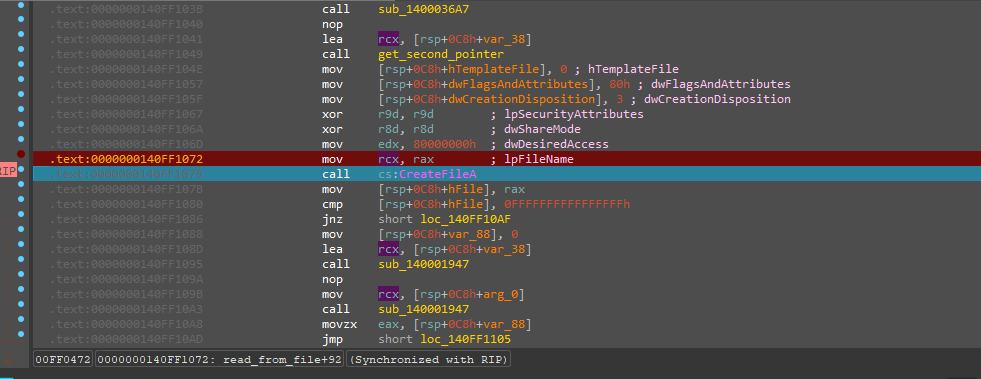 .text:0000000140FF103B call sub_1400036A7
.text:0000000140FF1040 nop
.text:0000000140FF1041 lea rcx, [rsp+0C8h+var_38]
.text:0000000140FF1049 call get_second_pointer
.text:0000000140FF104E mov [rsp+0C8h+hTemplateFile], 0 ; hTemplateFile
.text:0000000140FF1057 mov [rsp+0C8h+dwFlagsAndAttributes], 80h ; dwFlagsAndAttributes
.text:0000000140FF105F mov [rsp+0C8h+dwCreationDisposition], 3 ; dwCreationDisposition
.text:0000000140FF1067 xor r9d, r9d ; lpSecurityAttributes
.text:0000000140FF106A xor r8d, r8d ; dwShareMode
.text:0000000140FF106D mov edx, 80000000h ; dwDesiredAccess
.text:0000000140FF1072 mov rcx, rax ; lpFileName
RIP .text:0000000140FF1075 call cs:CreateFileA
.text:0000000140FF107B mov [rsp+0C8h+hFile], rax
.text:0000000140FF1080 cmp [rsp+0C8h+hFile], 0FFFFFFFFFFFFFFFFh
.text:0000000140FF1086 jnz short loc_140FF10AF
.text:0000000140FF1088 mov [rsp+0C8h+var_88], 0
.text:0000000140FF108D lea rcx, [rsp+0C8h+var_38]
.text:0000000140FF1095 call sub_140001947
.text:0000000140FF109A nop
.text:0000000140FF109B mov rcx, [rsp+0C8h+arg_0]
.text:0000000140FF10A3 call sub_140001947
.text:0000000140FF10A8 movzx eax, [rsp+0C8h+var_88]
.text:0000000140FF10AD jmp short loc_140FF1105
00FF0472 0000000140FF1072: read_from_file+92 (Synchronized with RIP)